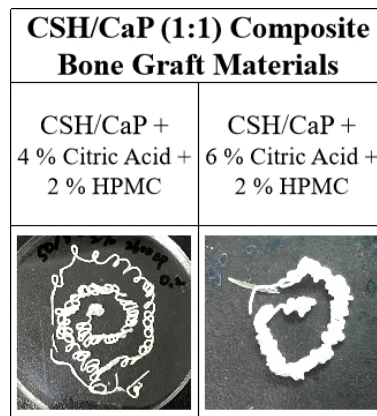 CSH/CaP (1:1) Composite
Bone Graft Materials
CSH/CaP +
4 % Citric Acid +
2 % HPMC
CSH/CaP +
6 % Citric Acid +
2 % HPMC